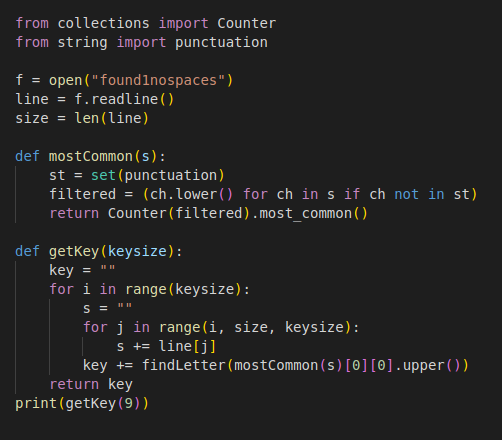 from collections import Counter
from string import punctuation

f = open("found1nospaces")
line = f.readline()
size = len(line)

def mostCommon(s):
    st = set(punctuation)
    filtered = (ch.lower() for ch in s if ch not in st)
    return Counter(filtered).most_common()

def getKey(keysize):
    key = ""
    for i in range(keysize):
        s = ""
        for j in range(i, size, keysize):
            s += line[j]
        key += findLetter(mostCommon(s)[0][0].upper())
    return key
print(getKey(9))